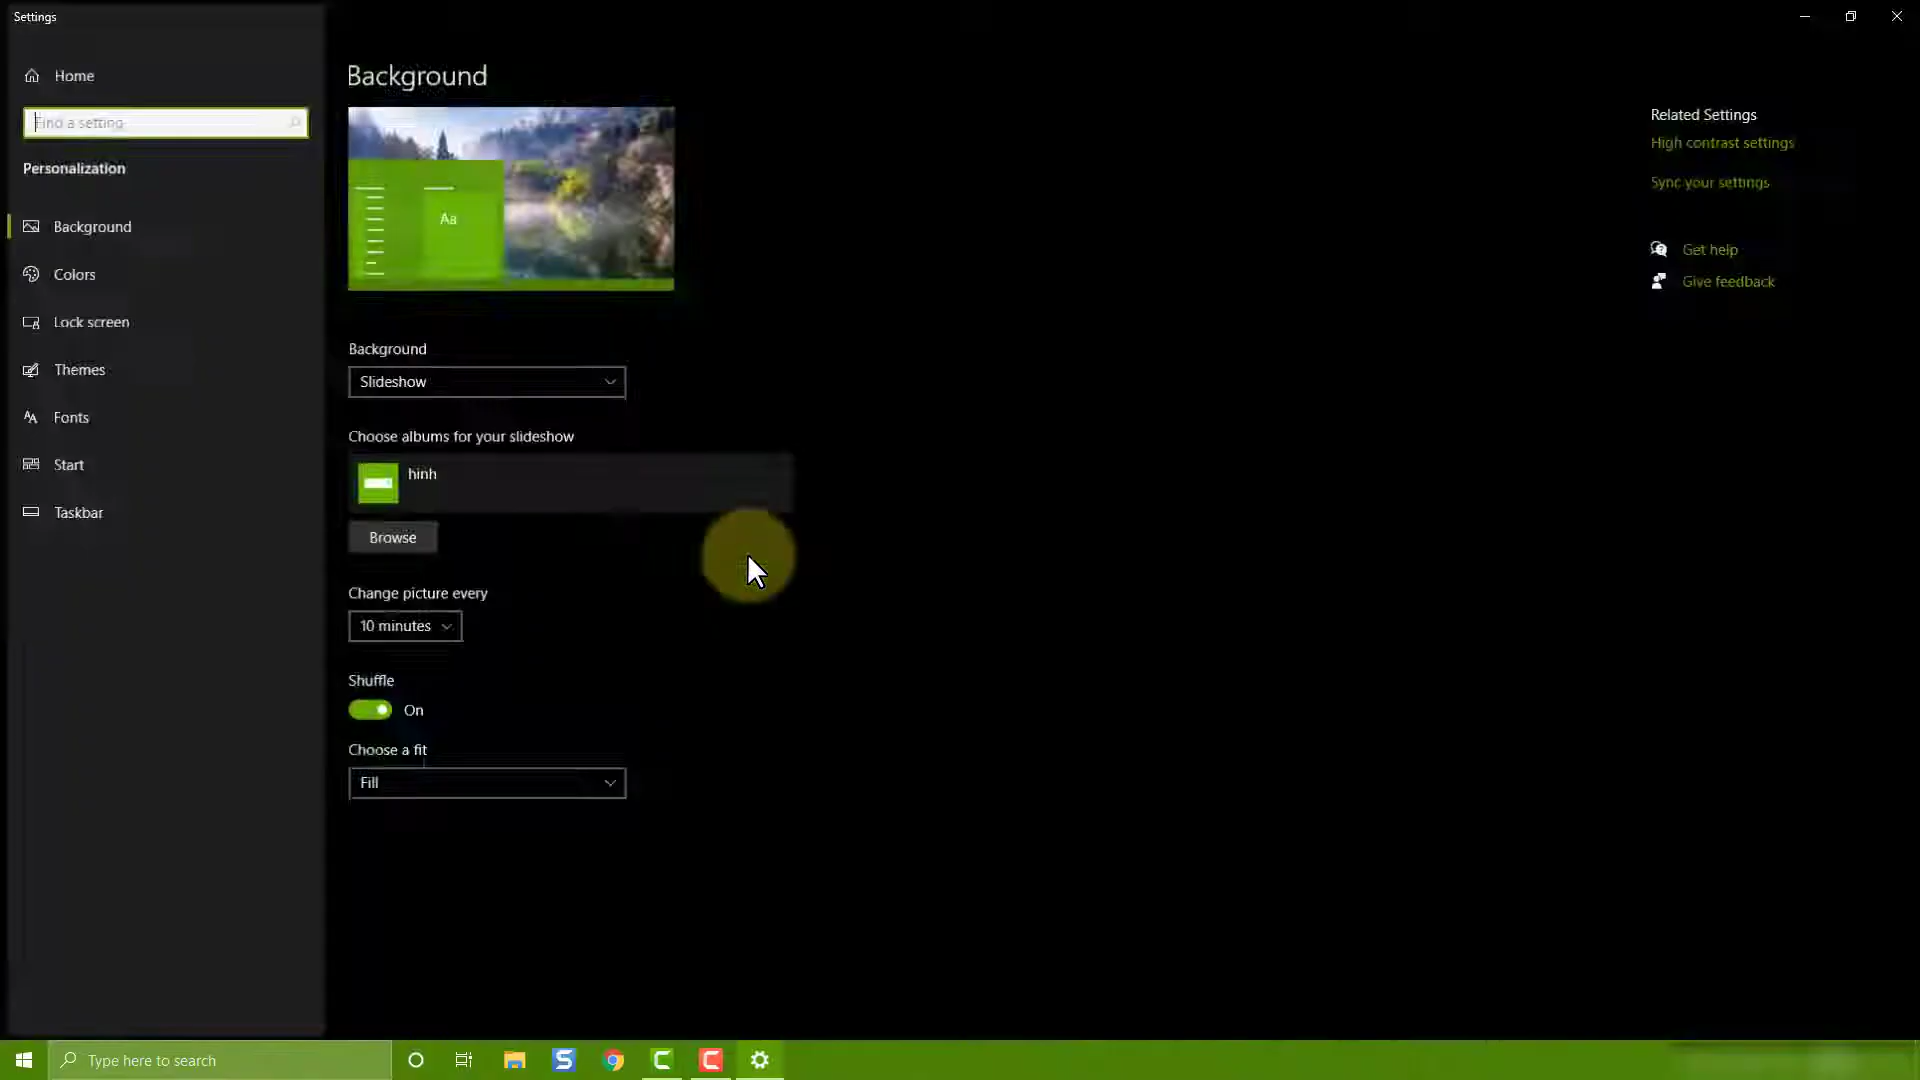 Settings
Home
Find a setting
Personalization
Background
Colors
Lock screen
Themes
Fonts
Start
Taskbar
Background
Aa
Background
Slideshow
Choose albums for your slideshow
hinh
Browse
Change picture every
10 minutes
Shuffle
On
Choose a fit
Fill
Related Settings
High contrast settings
Sync your settings
Get help
Give feedback
Type here to search